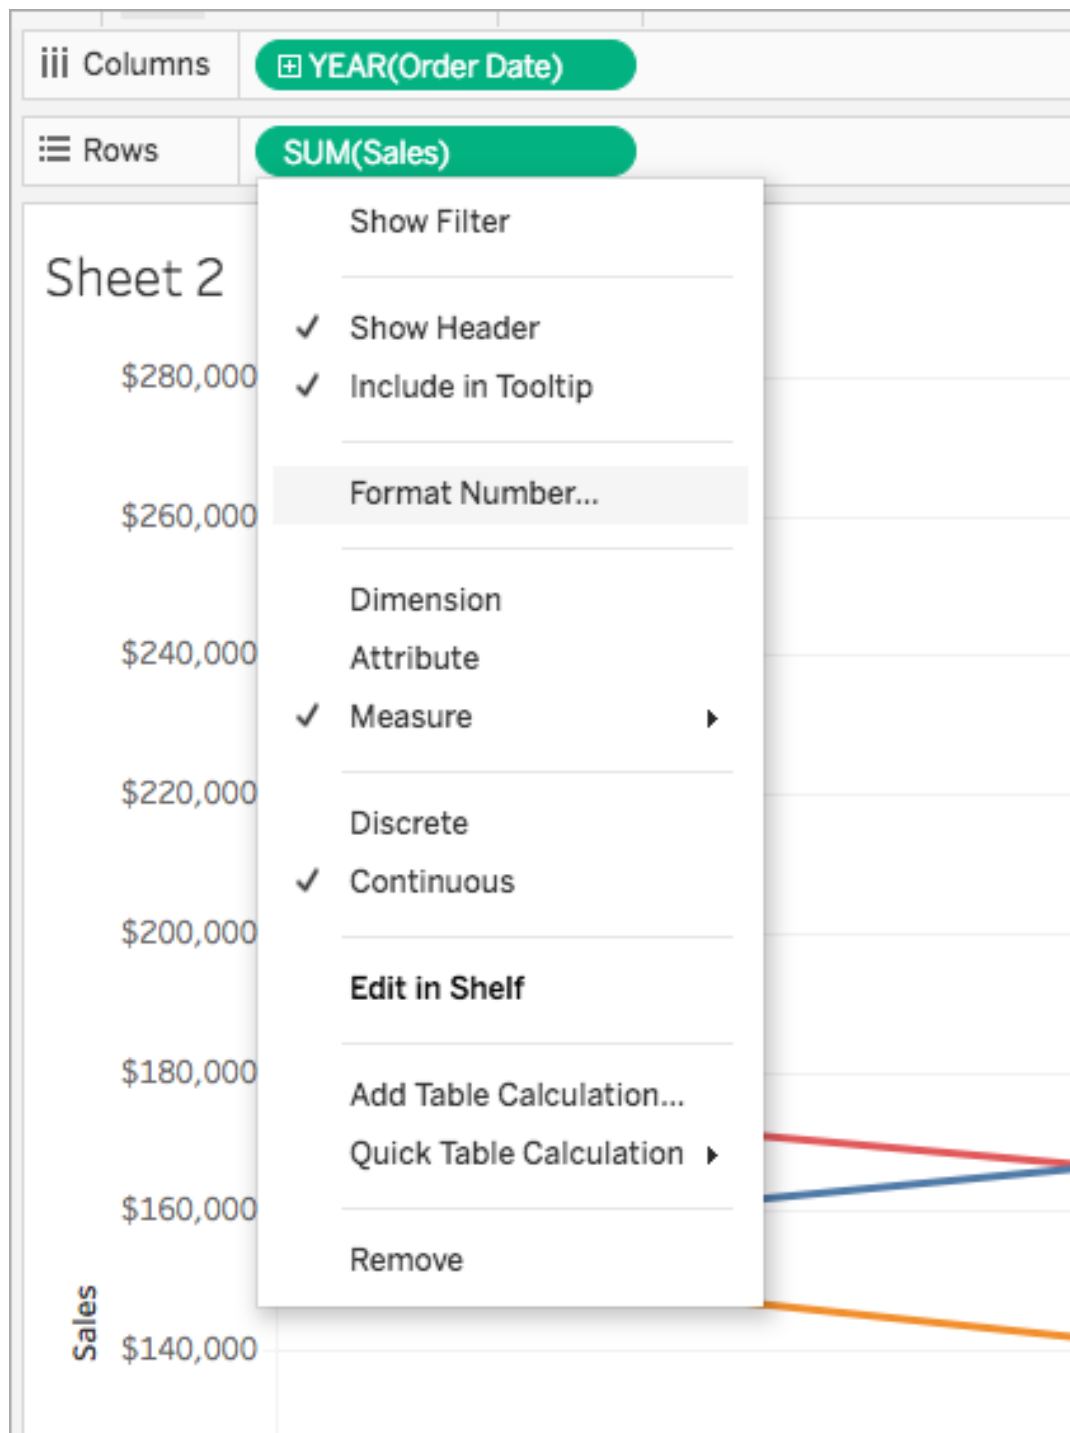 Columns
YEAR(Order Date)
Rows
SUM(Sales)
Sheet 2
Show Filter
Show Header
Include in Tooltip
Format Number...
Dimension
Attribute
Measure
Discrete
Continuous
Edit in Shelf
Add Table Calculation...
Quick Table Calculation
Remove
$280,000
$260,000
$240,000
$220,000
$200,000
$180,000
$160,000
$140,000
Sales